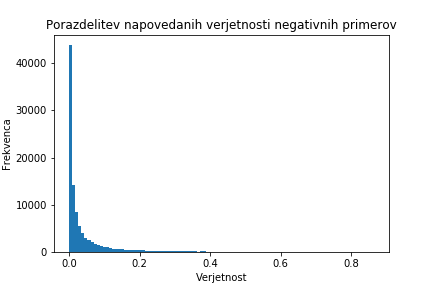 Porazdelitev napovedanih verjetnosti negativnih primerov
Frekvenca
40000
30000
20000
10000
0
0.0 0.2 0.4 0.6 0.8
Verjetnost